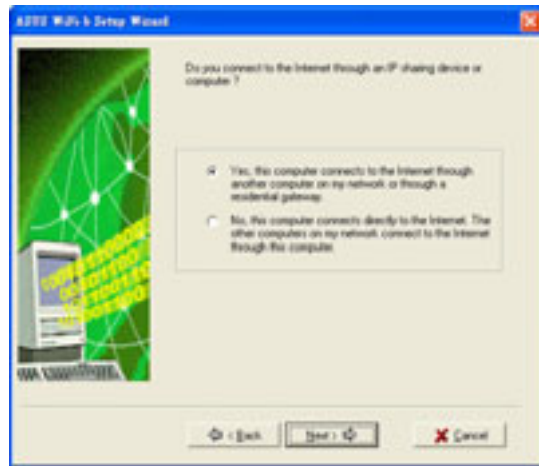 ASUS WiFi-b Setup Wizard
Do you connect to the Internet through an IP sharing device or
computer ?
Yes, this computer connects to the Internet through
another computer on my network or through a
residential gateway.
No, this computer connects directly to the Internet. The
other computers on my network connect to the Internet
through this computer.
< Back
Next >
Cancel